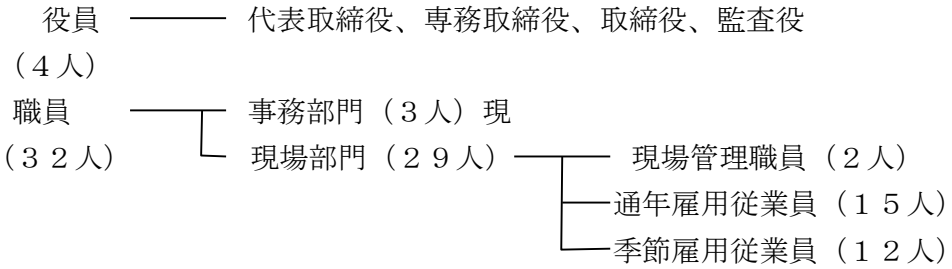 役員 代表取締役、専務取締役、取締役、監査役
（４人）
職員 事務部門（３人）現
（３２人） 現場部門（２９人） 現場管理職員（２人）
通年雇用従業員（１５人）
季節雇用従業員（１２人）